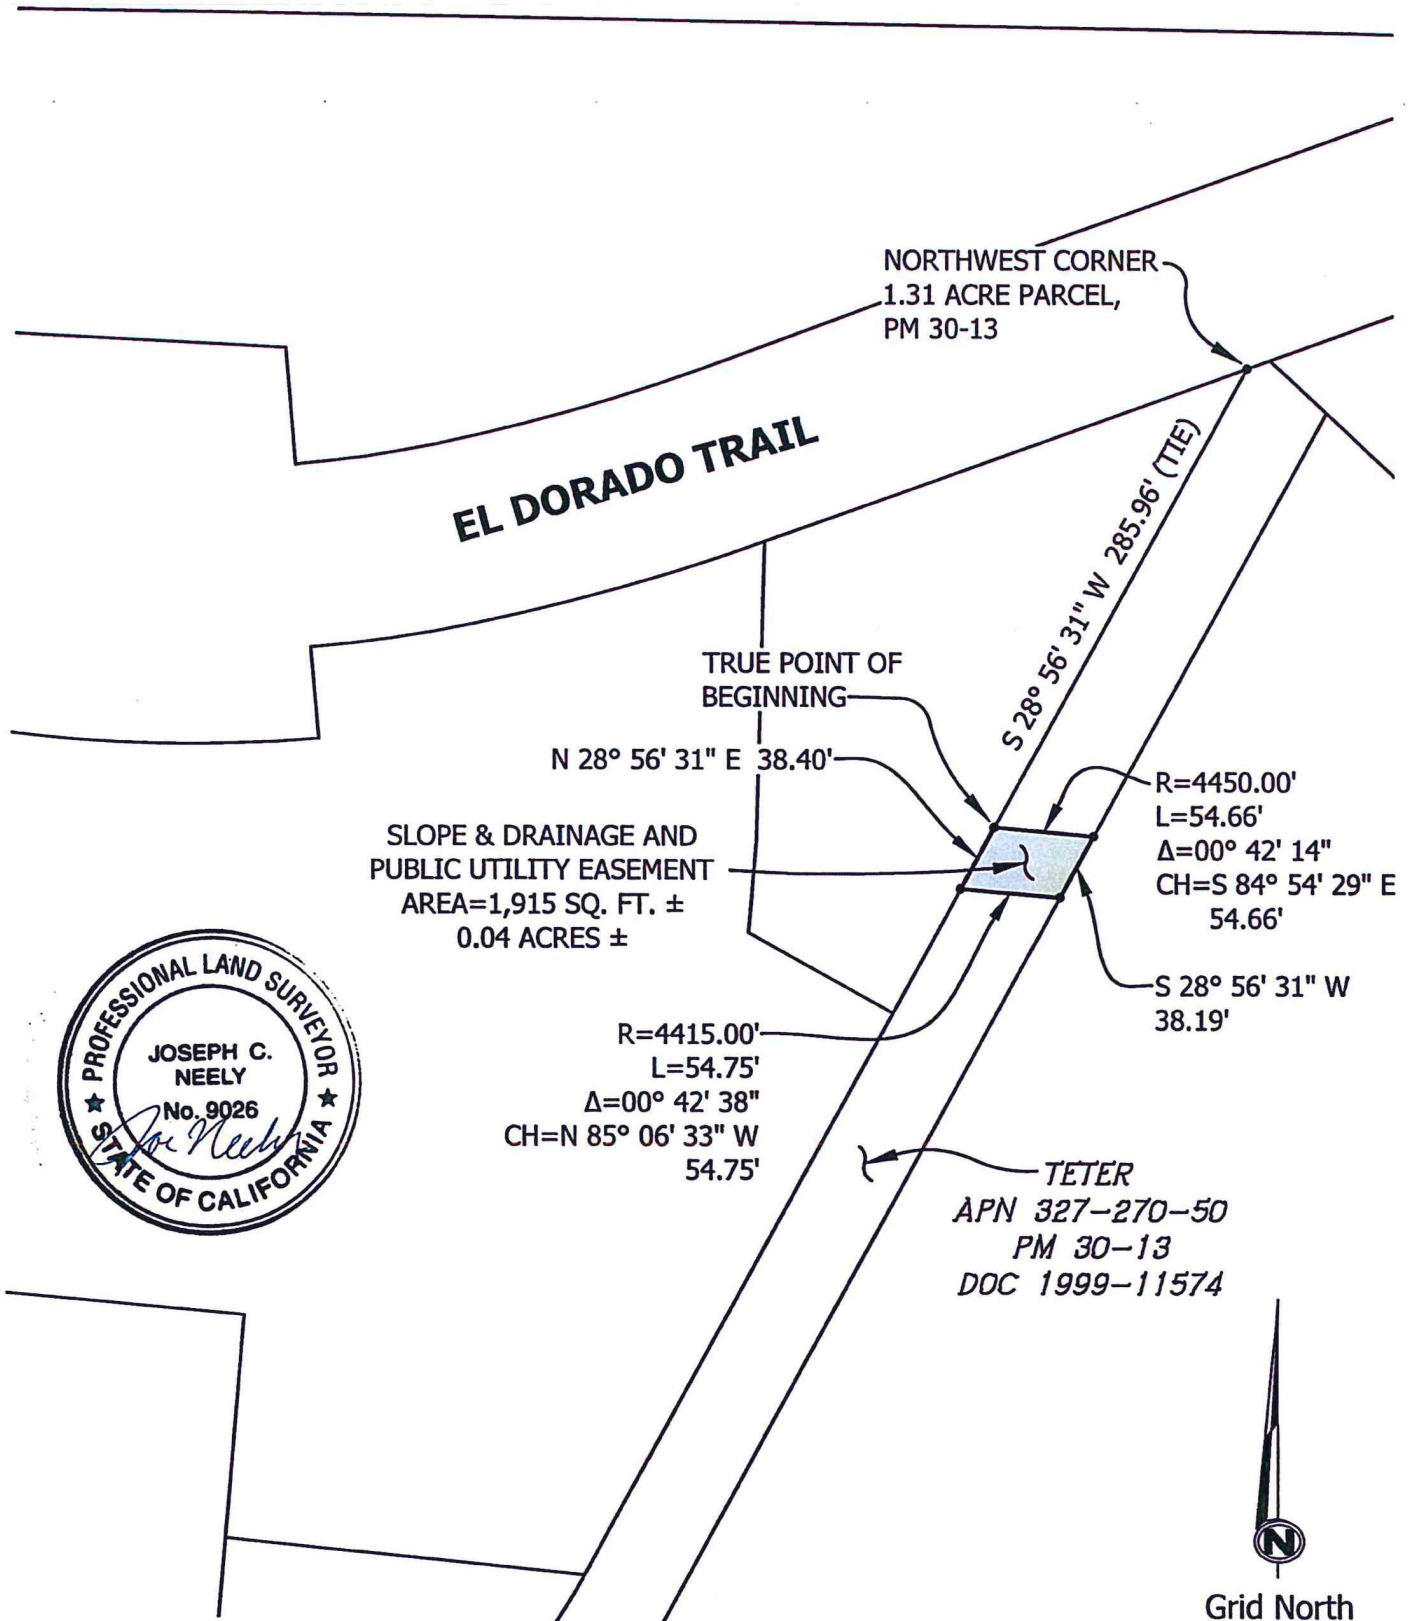 NORTHWEST CORNER
1.31 ACRE PARCEL,
PM 30-13
EL DORADO TRAIL
S 28° 56' 31" W 285.96' (TIE)
TRUE POINT OF
BEGINNING
N 28° 56' 31" E 38.40'
R=4450.00'
L=54.66'
Δ=00° 42' 14"
CH=S 84° 54' 29" E
54.66'
SLOPE & DRAINAGE AND
PUBLIC UTILITY EASEMENT
AREA=1,915 SQ. FT. ±
0.04 ACRES ±
S 28° 56' 31" W
38.19'
R=4415.00'
L=54.75'
Δ=00° 42' 38"
CH=N 85° 06' 33" W
54.75'
PROFESSIONAL LAND SURVEYOR
JOSEPH C.
NEELY
No. 9026
Joe Neely
STATE OF CALIFORNIA
TETER
APN 327-270-50
PM 30-13
DOC 1999-11574
N
Grid North